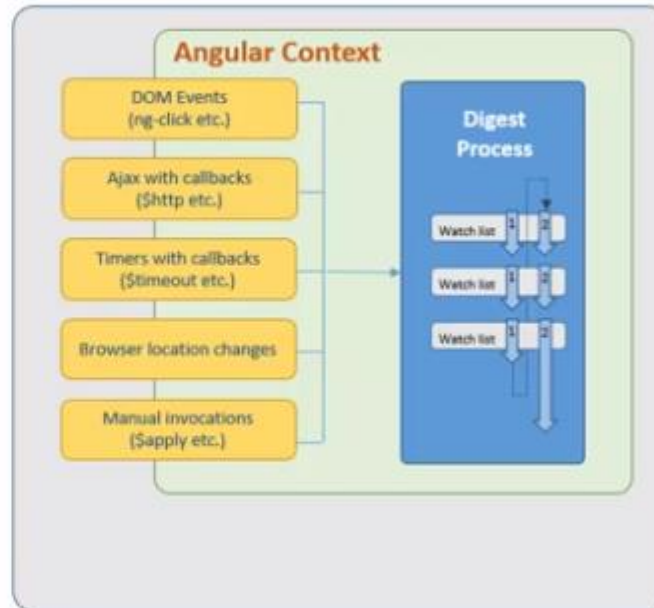 Angular Context
DOM Events
(ng-click etc.)
Ajax with callbacks
($http etc.)
Timers with callbacks
($timeout etc.)
Browser location changes
Manual invocations
($apply etc.)
Digest
Process
Watch list 1 2
Watch list 1 2
Watch list 1 2